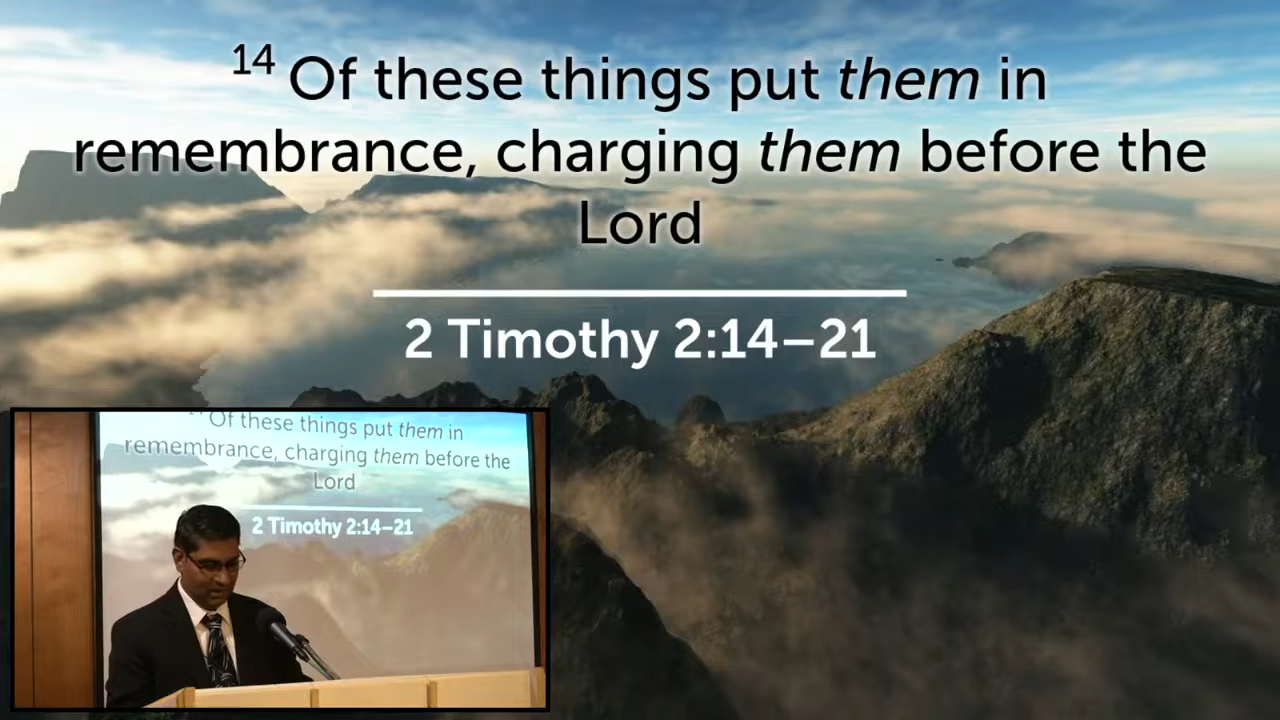 14 Of these things put them in
remembrance, charging them before the
Lord
2 Timothy 2:14–21
Of these things put them in
remembrance, charging them before the
Lord
2 Timothy 2:14–21